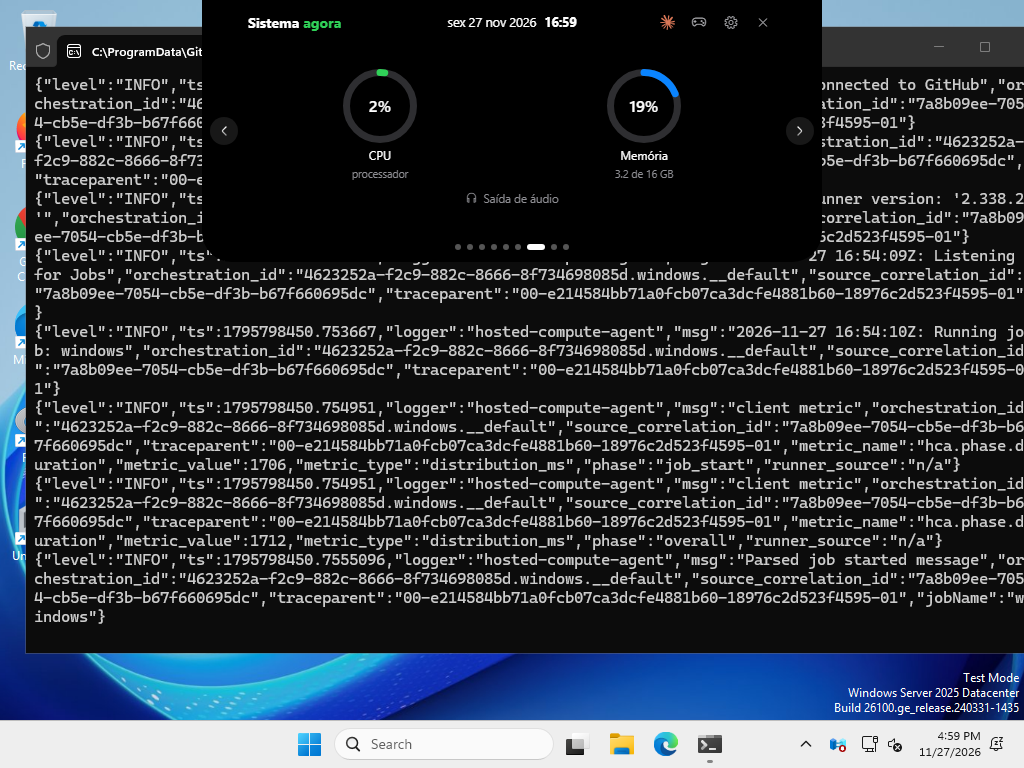 Sistema agora
sex 27 nov 2026 16:59
C:\ProgramData\Git
2%
19%
CPU
Memória
processador
3.2 de 16 GB
Saída de áudio
{"level":"INFO","ts
onnected to GitHub","or
chestration_id":"46
lation_id":"7a8b09ee-705
4-cb5e-df3b-b67f660
f4595-01"}
{"level":"INFO","ts
stration_id":"4623252a-
f2c9-882c-8666-8f73
5e-df3b-b67f660695dc",
"traceparent":"00-e
{"level":"INFO","ts
nner version: '2.338.2
'","orchestration_i
orrelation_id":"7a8b09
ee-7054-cb5e-df3b-b
6c2d523f4595-01"}
{"level":"INFO","ts":
27 16:54:09Z: Listening
for Jobs","orchestration_id":"4623252a-f2c9-882c-8666-8f734698085d.windows.__default","source_correlation_id":
"7a8b09ee-7054-cb5e-df3b-b67f660695dc","traceparent":"00-e214584bb71a0fcb07ca3dcfe4881b60-18976c2d523f4595-01"
}
{"level":"INFO","ts":1795798450.753667,"logger":"hosted-compute-agent","msg":"2026-11-27 16:54:10Z: Running jo
b: windows","orchestration_id":"4623252a-f2c9-882c-8666-8f734698085d.windows.__default","source_correlation_id
":"7a8b09ee-7054-cb5e-df3b-b67f660695dc","traceparent":"00-e214584bb71a0fcb07ca3dcfe4881b60-18976c2d523f4595-0
1"}
{"level":"INFO","ts":1795798450.754951,"logger":"hosted-compute-agent","msg":"client metric","orchestration_id
":"4623252a-f2c9-882c-8666-8f734698085d.windows.__default","source_correlation_id":"7a8b09ee-7054-cb5e-df3b-b6
7f660695dc","traceparent":"00-e214584bb71a0fcb07ca3dcfe4881b60-18976c2d523f4595-01","metric_name":"hca.phase.d
uration","metric_value":1706,"metric_type":"distribution_ms","phase":"job_start","runner_source":"n/a"}
{"level":"INFO","ts":1795798450.754951,"logger":"hosted-compute-agent","msg":"client metric","orchestration_id
":"4623252a-f2c9-882c-8666-8f734698085d.windows.__default","source_correlation_id":"7a8b09ee-7054-cb5e-df3b-b6
7f660695dc","traceparent":"00-e214584bb71a0fcb07ca3dcfe4881b60-18976c2d523f4595-01","metric_name":"hca.phase.d
uration","metric_value":1712,"metric_type":"distribution_ms","phase":"overall","runner_source":"n/a"}
{"level":"INFO","ts":1795798450.7555096,"logger":"hosted-compute-agent","msg":"Parsed job started message","or
chestration_id":"4623252a-f2c9-882c-8666-8f734698085d.windows.__default","source_correlation_id":"7a8b09ee-705
4-cb5e-df3b-b67f660695dc","traceparent":"00-e214584bb71a0fcb07ca3dcfe4881b60-18976c2d523f4595-01","jobName":"w
indows"}
Test Mode
Windows Server 2025 Datacenter
Build 26100.ge_release.240331-1435
Search
4:59 PM
11/27/2026